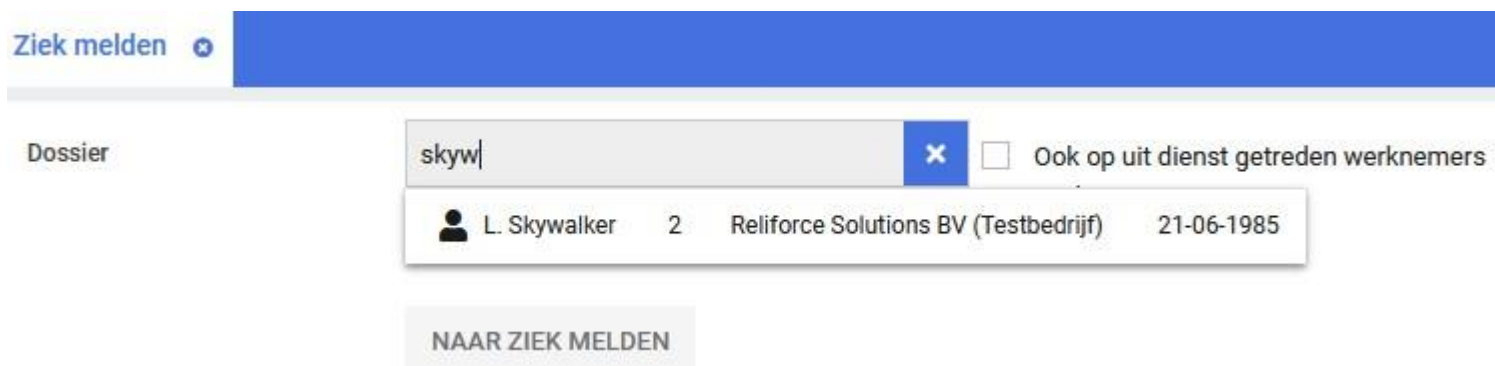 Ziek melden
Dossier skyw Ook op uit dienst getreden werknemers
L. Skywalker 2 Reliforce Solutions BV (Testbedrijf) 21-06-1985
NAAR ZIEK MELDEN